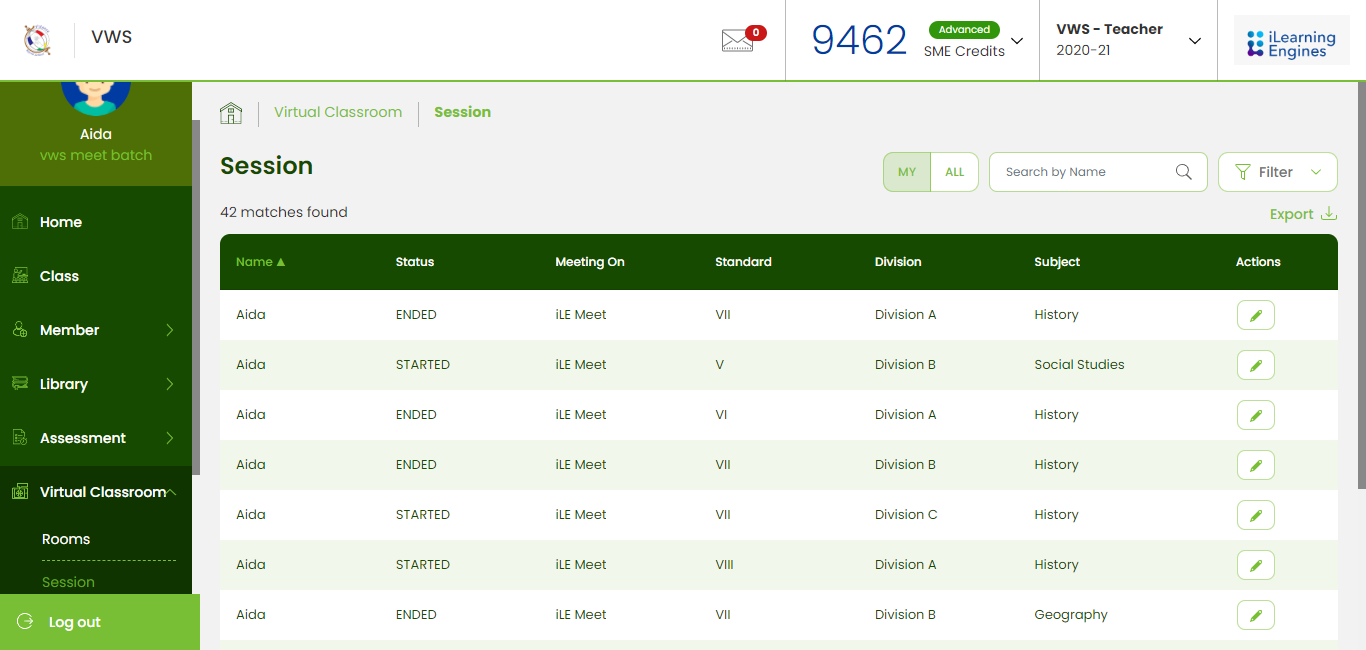 VWS
0
9462
Advanced
SME Credits
VWS - Teacher
2020-21
iLearning
Engines
Aida
vws meet batch
Home
Class
Member
Library
Assessment
Virtual Classroom
Rooms
Session
Log out
Virtual Classroom Session
Session
MY ALL Search by Name Filter
42 matches found
Export
Name ▲ Status Meeting On Standard Division Subject Actions
Aida ENDED iLE Meet VII Division A History
Aida STARTED iLE Meet V Division B Social Studies
Aida ENDED iLE Meet VI Division A History
Aida ENDED iLE Meet VII Division B History
Aida STARTED iLE Meet VII Division C History
Aida STARTED iLE Meet VIII Division A History
Aida ENDED iLE Meet VII Division B Geography